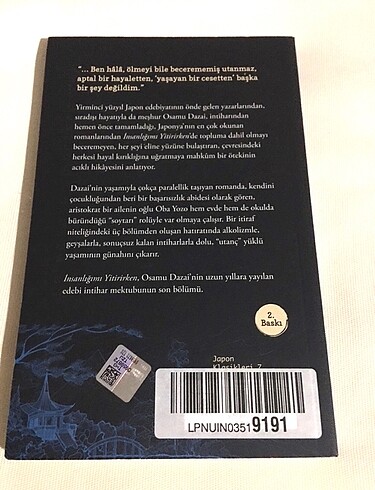 "... Ben hâlâ, ölmeyi bile becerememiş utanmaz,
aptal bir hayaletten, 'yaşayan bir cesetten' başka
bir şey değildim."
Yirminci yüzyıl Japon edebiyatının önde gelen yazarlarından,
sıradışı hayatıyla da meşhur Osamu Dazai, intiharından
hemen önce tamamladığı, Japonya'nın en çok okunan
romanlarından İnsanlığımı Yitirirken'de topluma dahil olmayı
beceremeyen, her şeyi eline yüzüne bulaştıran, çevresindeki
herkesi hayal kırıklığına uğratmaya mahkûm bir ötekinin
acıklı hikâyesini anlatıyor.
Dazai'nin yaşamıyla çokça paralellik taşıyan romanda, kendini
çocukluğundan beri bir başarısızlık abidesi olarak gören,
aristokrat bir ailenin oğlu Oba Yozo hem evde hem de okulda
büründüğü "soytarı" rolüyle var olmaya çalışır. Bir itiraf
niteliğindeki üç bölümden oluşan hatıratında alkolizmle,
geyşalarla, sonuçsuz kalan intiharlarla dolu, "utanç" yüklü
yaşamının günahını çıkartır.
İnsanlığımı Yitirirken, Osamu Dazai'nin uzun yıllara yayılan
edebi intihar mektubunun son bölümü.
2.
Baskı
Japon
Klasikleri 7
LPNUIN03519191